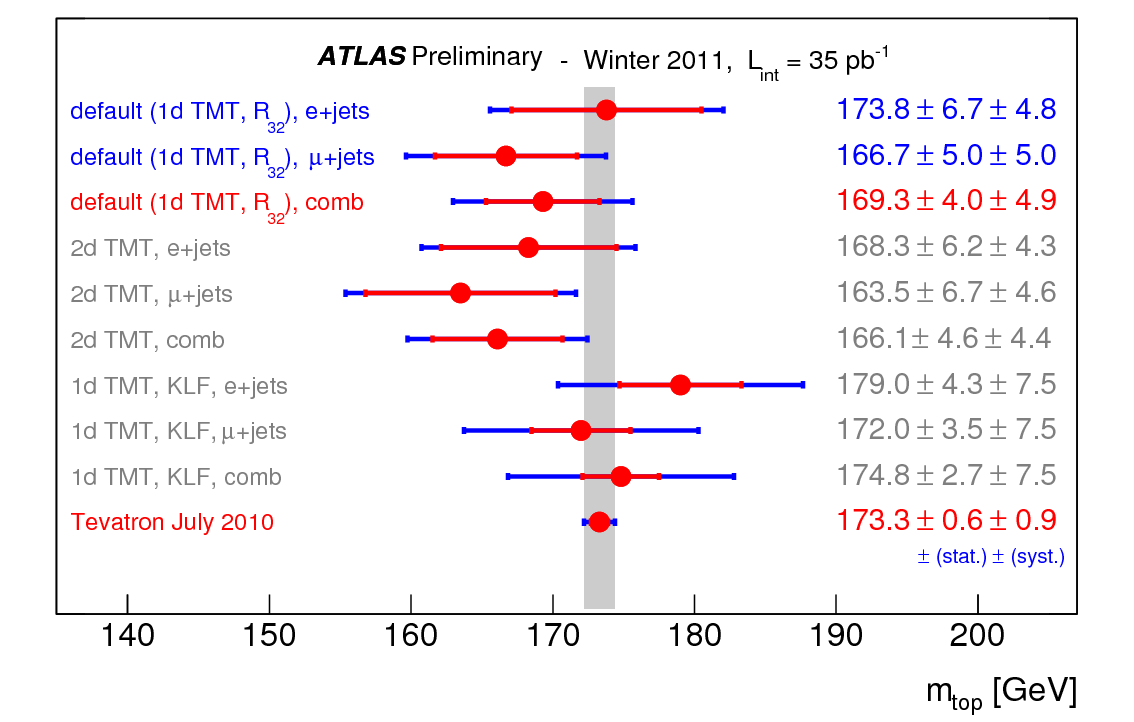 ATLAS Preliminary - Winter 2011, L_int = 35 pb^-1
default (1d TMT, R_32), e+jets 173.8 ± 6.7 ± 4.8
default (1d TMT, R_32), μ+jets 166.7 ± 5.0 ± 5.0
default (1d TMT, R_32), comb 169.3 ± 4.0 ± 4.9
2d TMT, e+jets 168.3 ± 6.2 ± 4.3
2d TMT, μ+jets 163.5 ± 6.7 ± 4.6
2d TMT, comb 166.1 ± 4.6 ± 4.4
1d TMT, KLF, e+jets 179.0 ± 4.3 ± 7.5
1d TMT, KLF, μ+jets 172.0 ± 3.5 ± 7.5
1d TMT, KLF, comb 174.8 ± 2.7 ± 7.5
Tevatron July 2010 173.3 ± 0.6 ± 0.9
± (stat.) ± (syst.)
140 150 160 170 180 190 200
m_top [GeV]